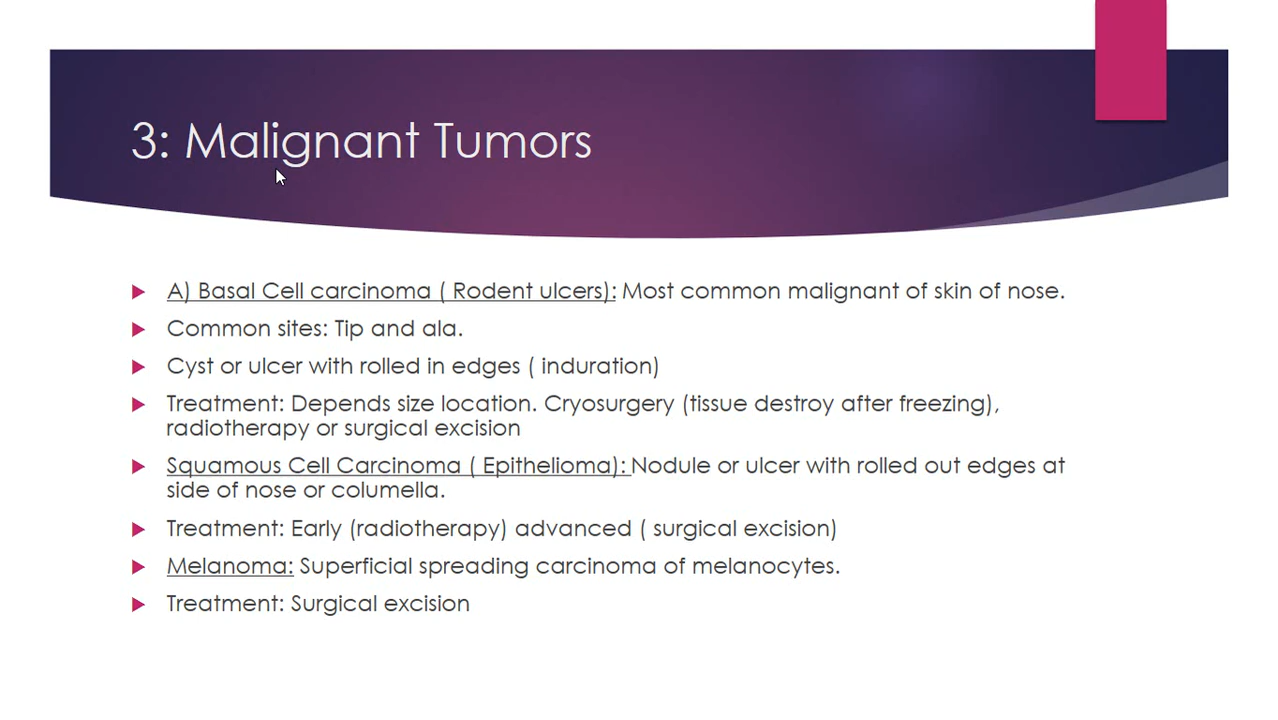 3: Malignant Tumors
A) Basal Cell carcinoma ( Rodent ulcers): Most common malignant of skin of nose.
Common sites: Tip and ala.
Cyst or ulcer with rolled in edges ( induration)
Treatment: Depends size location. Cryosurgery (tissue destroy after freezing),
radiotherapy or surgical excision
Squamous Cell Carcinoma ( Epithelioma): Nodule or ulcer with rolled out edges at
side of nose or columella.
Treatment: Early (radiotherapy) advanced ( surgical excision)
Melanoma: Superficial spreading carcinoma of melanocytes.
Treatment: Surgical excision